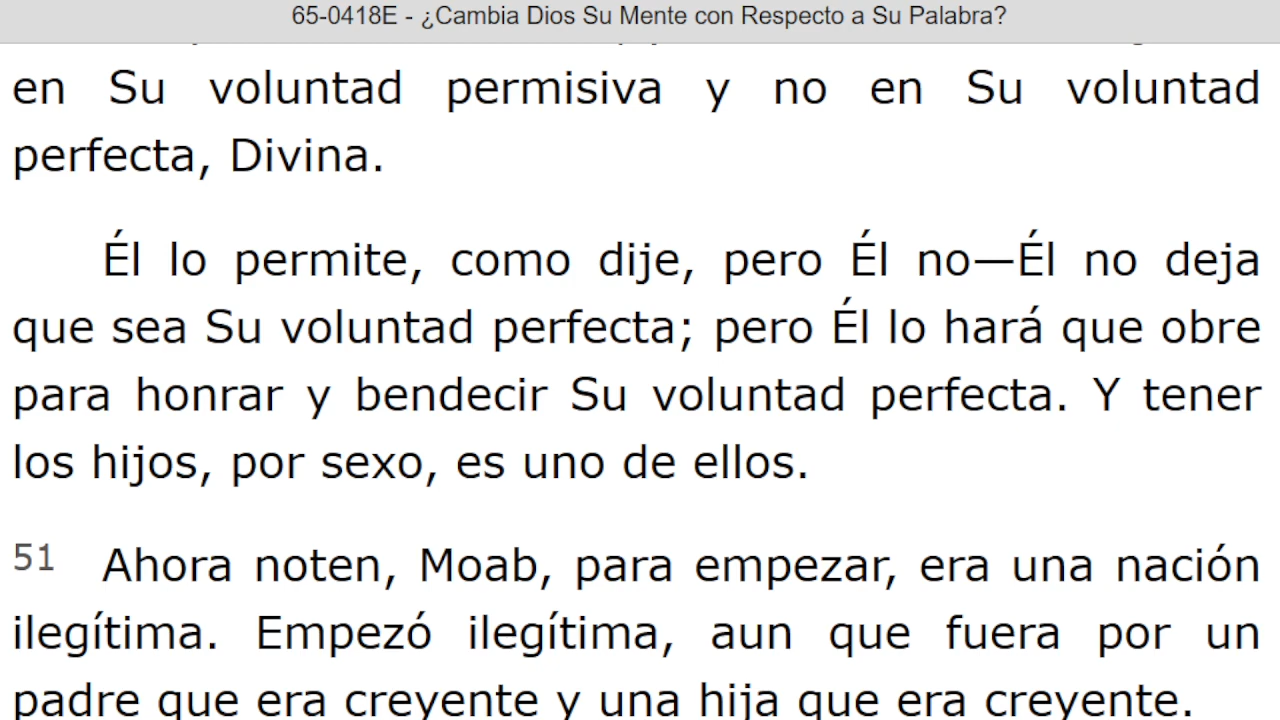 65-0418E - ¿Cambia Dios Su Mente con Respecto a Su Palabra?
en Su voluntad permisiva y no en Su voluntad
perfecta, Divina.
Él lo permite, como dije, pero Él no—Él no deja
que sea Su voluntad perfecta; pero Él lo hará que obre
para honrar y bendecir Su voluntad perfecta. Y tener
los hijos, por sexo, es uno de ellos.
51 Ahora noten, Moab, para empezar, era una nación
ilegítima. Empezó ilegítima, aun que fuera por un
padre que era creyente y una hija que era creyente.